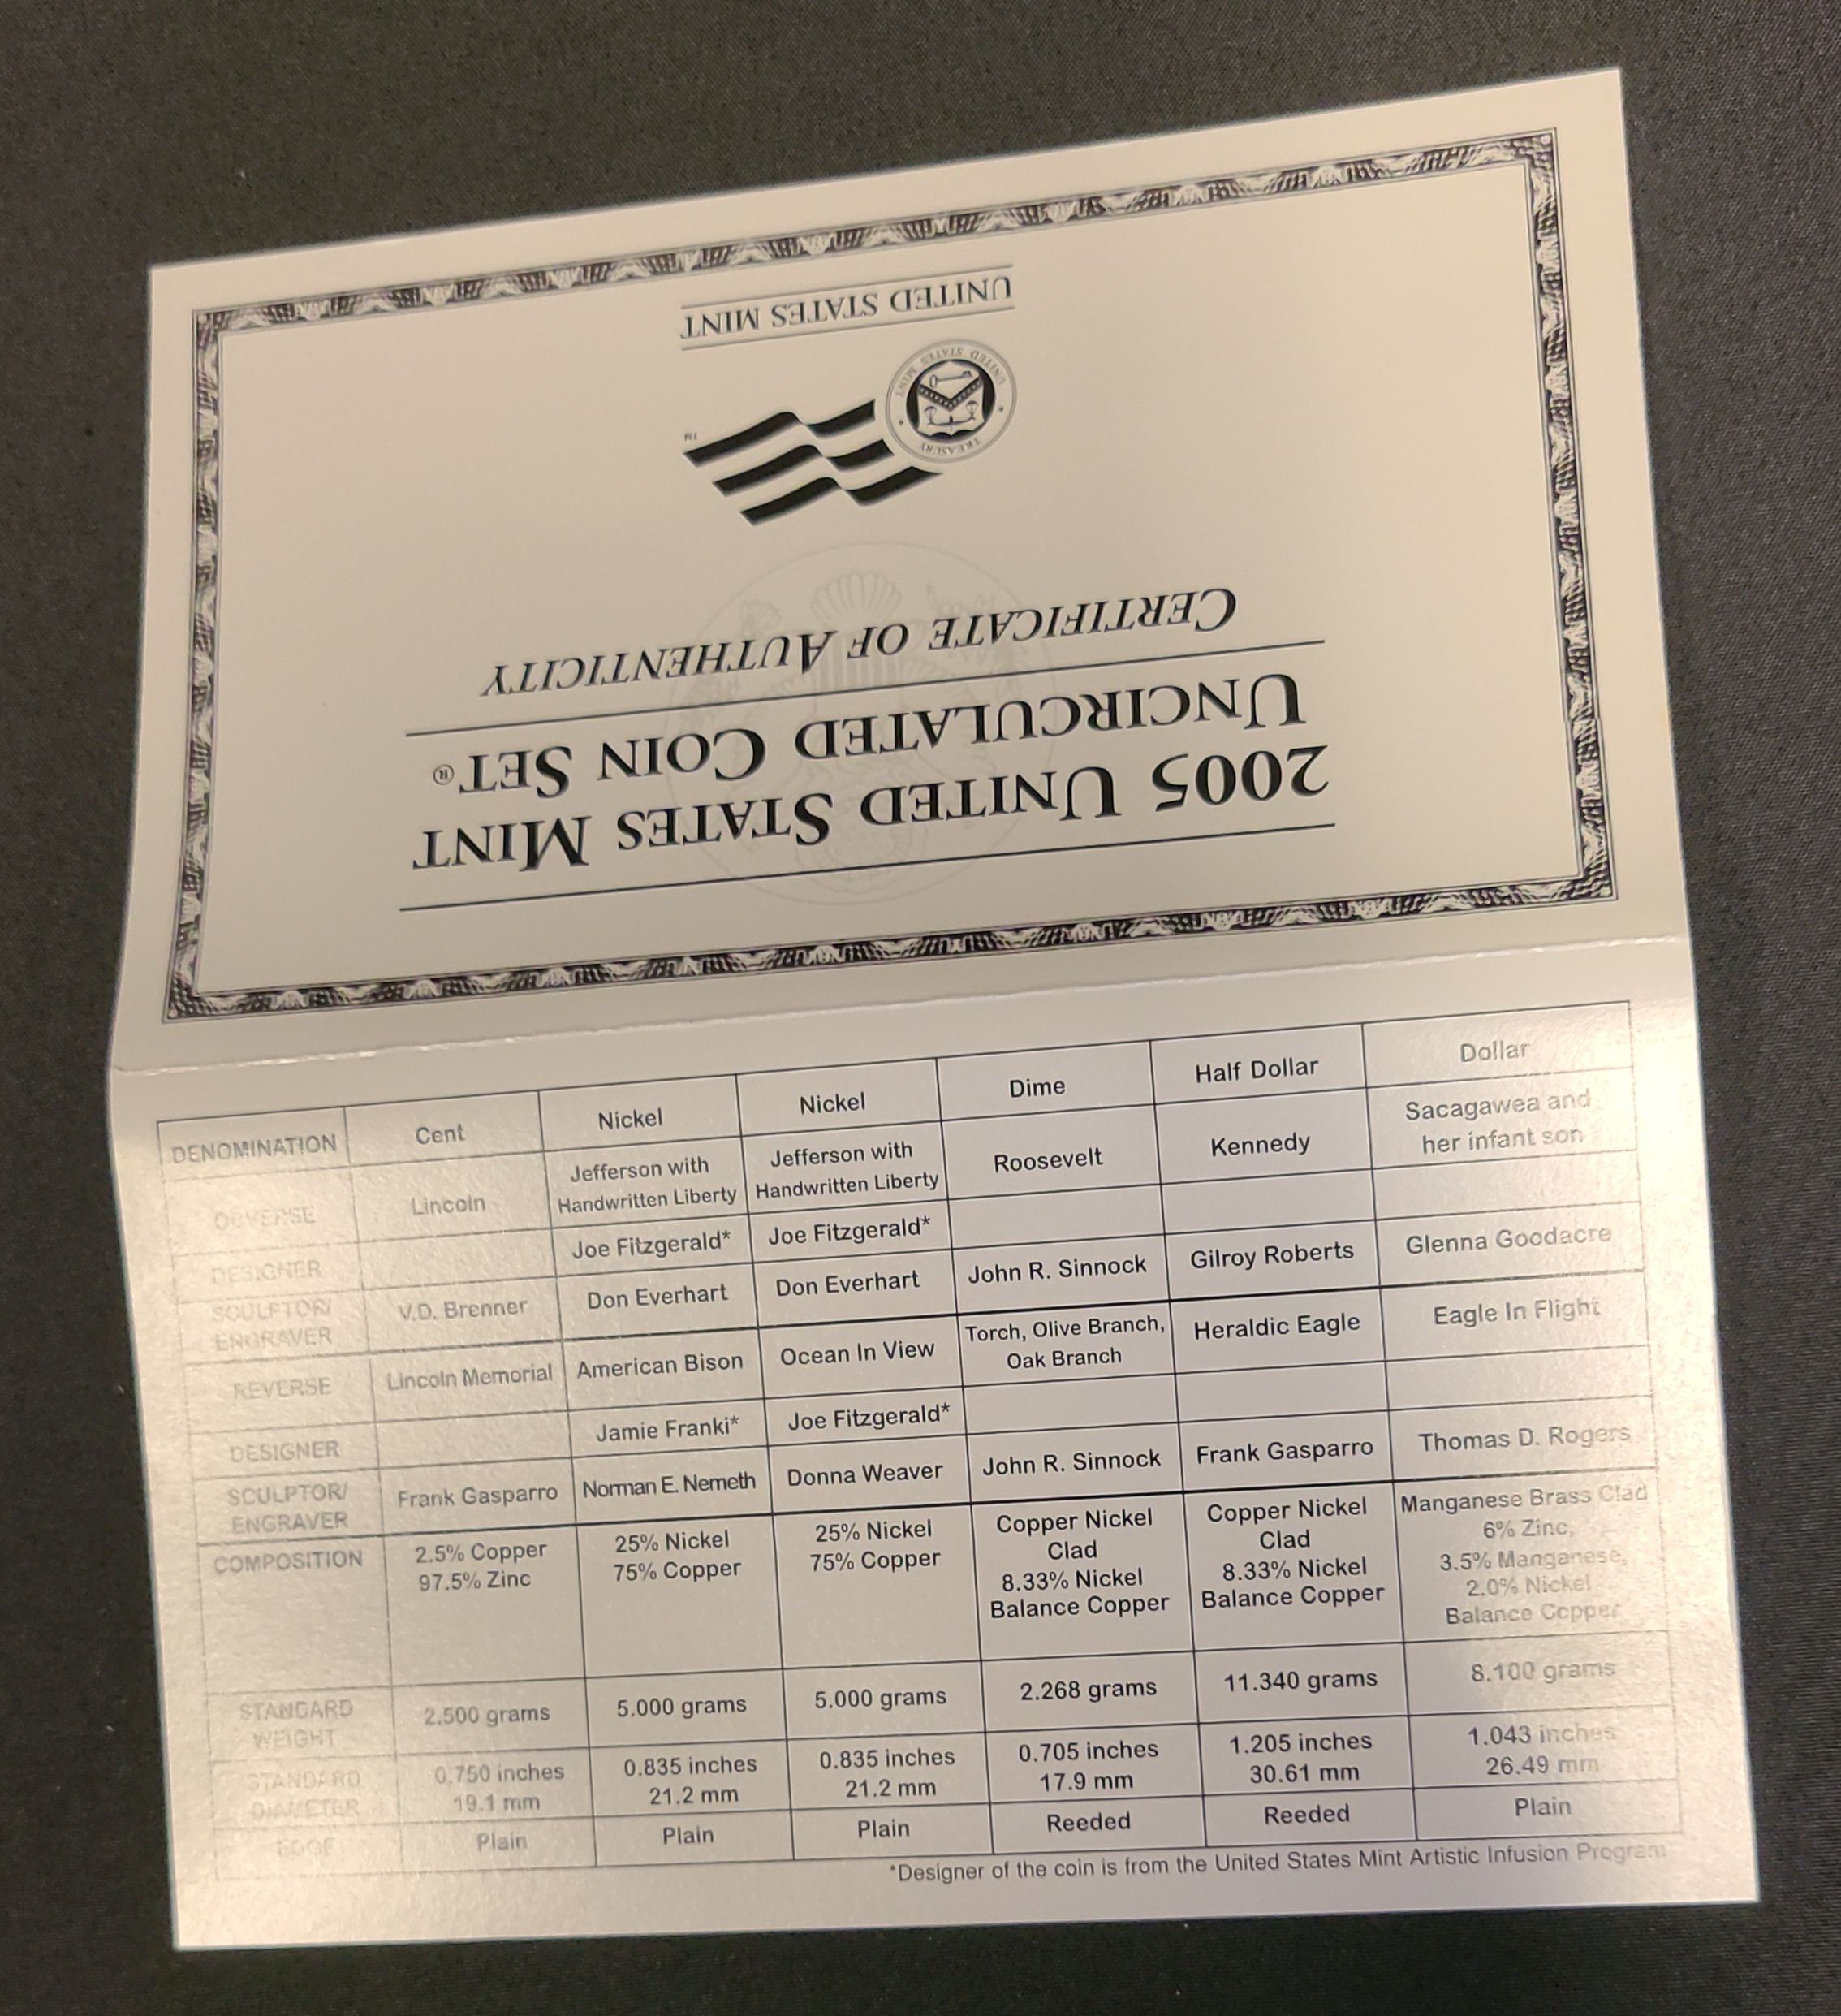 UNITED STATES MINT
TREASURY
UNITED STATES MINT
TM
CERTIFICATE OF AUTHENTICITY
UNCIRCULATED COIN SET®
2005 UNITED STATES MINT
DENOMINATION Cent Nickel Nickel Dime Half Dollar Dollar
OBVERSE Lincoln Jefferson with Handwritten Liberty Jefferson with Handwritten Liberty Roosevelt Kennedy Sacagawea and her infant son
DESIGNER Joe Fitzgerald* Joe Fitzgerald*
SCULPTOR/ ENGRAVER V.D. Brenner Don Everhart Don Everhart John R. Sinnock Gilroy Roberts Glenna Goodacre
REVERSE Lincoln Memorial American Bison Ocean In View Torch, Olive Branch, Oak Branch Heraldic Eagle Eagle In Flight
DESIGNER Jamie Franki* Joe Fitzgerald*
SCULPTOR/ ENGRAVER Frank Gasparro Norman E. Nemeth Donna Weaver John R. Sinnock Frank Gasparro Thomas D. Rogers
COMPOSITION 2.5% Copper 97.5% Zinc 25% Nickel 75% Copper 25% Nickel 75% Copper Copper Nickel Clad 8.33% Nickel Balance Copper Copper Nickel Clad 8.33% Nickel Balance Copper Manganese Brass Clad 6% Zinc, 3.5% Manganese, 2.0% Nickel Balance Copper
STANDARD WEIGHT 2.500 grams 5.000 grams 5.000 grams 2.268 grams 11.340 grams 8.100 grams
STANDARD DIAMETER 0.750 inches 19.1 mm 0.835 inches 21.2 mm 0.835 inches 21.2 mm 0.705 inches 17.9 mm 1.205 inches 30.61 mm 1.043 inches 26.49 mm
EDGE Plain Plain Plain Reeded Reeded Plain
*Designer of the coin is from the United States Mint Artistic Infusion Program